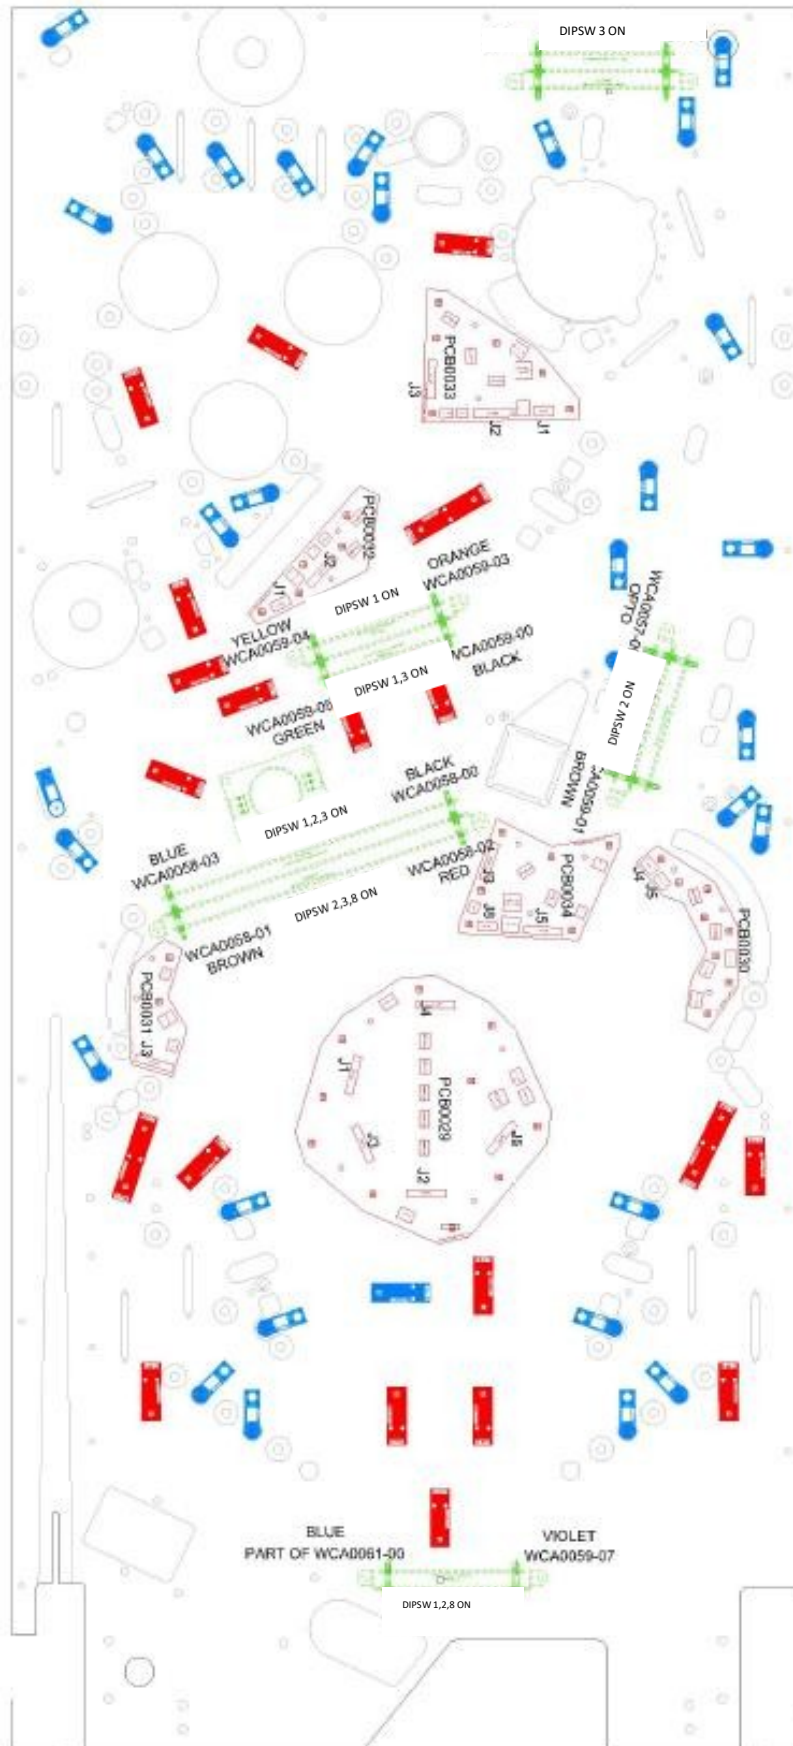 DIPSW 3 ON
PCB0033
J3
J2
J1
PCB0032
J2
J1
ORANGE
WCA0059-03
DIPSW 1 ON
YELLOW
WCA0059-04
WCA0059-00
BLACK
DIPSW 1,3 ON
GREEN
WCA0057-0
OPTO
DIPSW 2 ON
A0059-01
BROWN
BLACK
WCA0058-00
DIPSW 1,2,3 ON
BLUE
WCA0058-03
WCA0058-02
RED
DIPSW 2,3,8 ON
WCA0058-01
BROWN
PCB0034
J3
J6
J5
J4
J5
PCB0030
PCB0031
J3
J4
J1
PCB0029
J3
J2
BLUE
PART OF WCA0061-00
VIOLET
WCA0059-07
DIPSW 1,2,8 ON